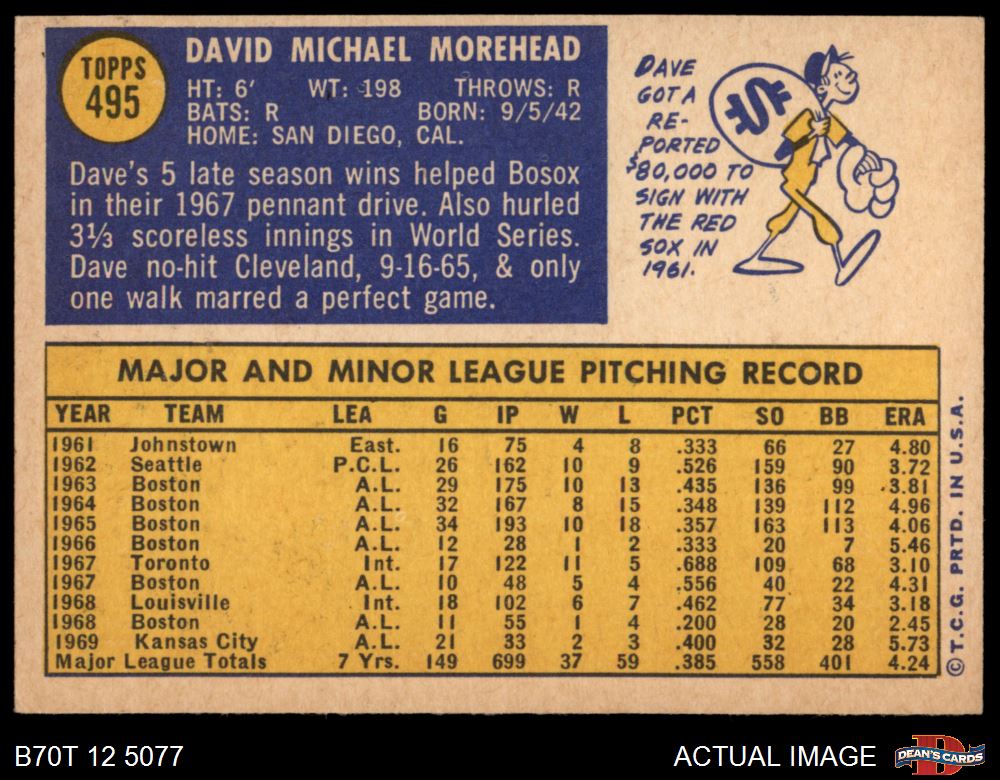 TOPPS
495
DAVID MICHAEL MOREHEAD
HT: 6' WT: 198 THROWS: R
BATS: R BORN: 9/5/42
HOME: SAN DIEGO, CAL.
Dave's 5 late season wins helped Bosox
in their 1967 pennant drive. Also hurled
3⅓ scoreless innings in World Series.
Dave no-hit Cleveland, 9-16-65, & only
one walk marred a perfect game.
DAVE
GOT A
RE-
PORTED
$80,000 TO
SIGN WITH
THE RED
SOX IN
1961.
$
MAJOR AND MINOR LEAGUE PITCHING RECORD
YEAR TEAM LEA G IP W L PCT SO BB ERA
1961 Johnstown East. 16 75 4 8 .333 66 27 4.80
1962 Seattle P.C.L. 26 162 10 9 .526 159 90 3.72
1963 Boston A.L. 29 175 10 13 .435 136 99 3.81
1964 Boston A.L. 32 167 8 15 .348 139 112 4.96
1965 Boston A.L. 34 193 10 18 .357 163 113 4.06
1966 Boston A.L. 12 28 1 2 .333 20 7 5.46
1967 Toronto Int. 17 122 11 5 .688 109 68 3.10
1967 Boston A.L. 10 48 5 4 .556 40 22 4.31
1968 Louisville Int. 18 102 6 7 .462 77 34 3.18
1968 Boston A.L. 11 55 1 4 .200 28 20 2.45
1969 Kansas City A.L. 21 33 2 3 .400 32 28 5.73
Major League Totals 7 Yrs. 149 699 37 59 .385 558 401 4.24
©T.C.G. PRTD. IN U.S.A.
B70T 12 5077
ACTUAL IMAGE
D
DEAN'S CARDS